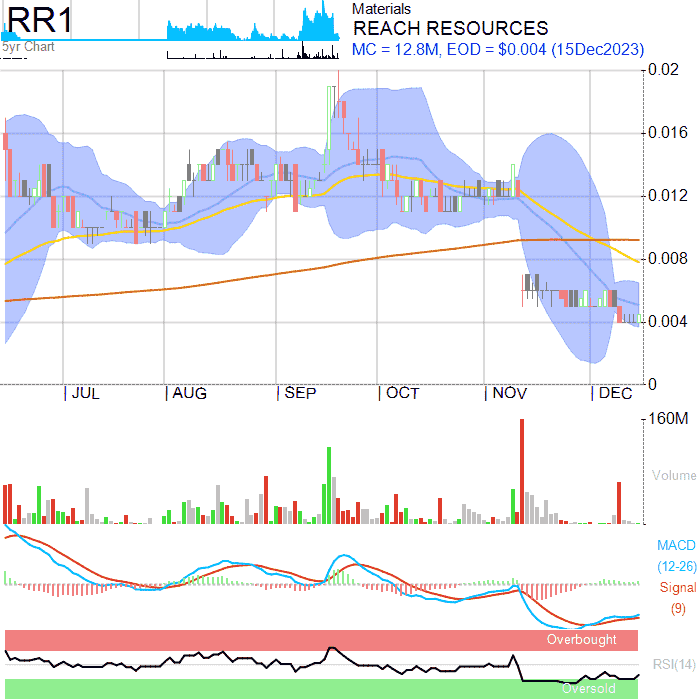 RR1
5yr Chart
Materials
REACH RESOURCES
MC = 12.8M, EOD = $0.004 (15Dec2023)
0.02
0.016
0.012
0.008
0.004
0
JUL AUG SEP OCT NOV DEC
160M
Volume
0
MACD
(12-26)
Signal
(9)
Overbought
RSI(14)
Oversold